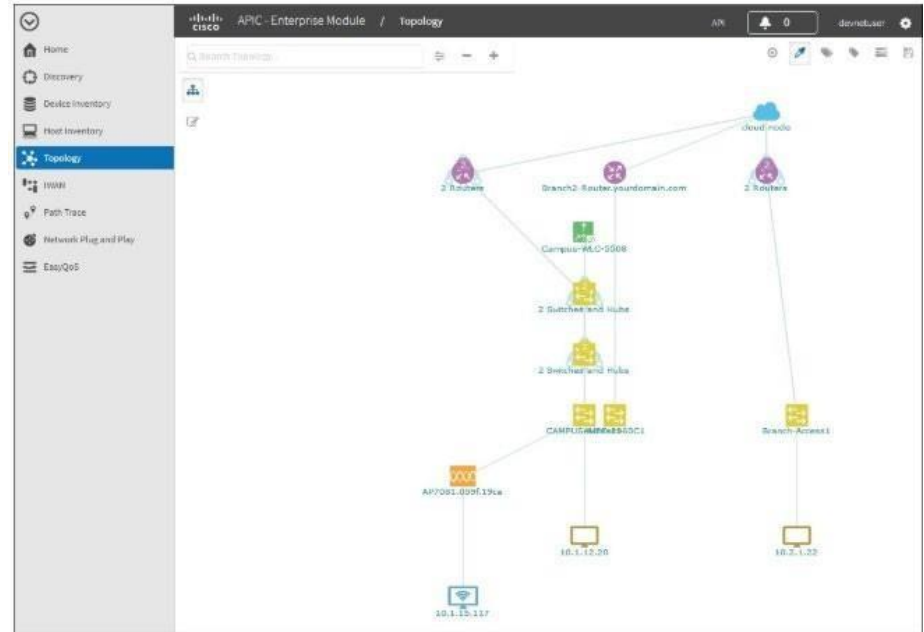 CISCO APIC - Enterprise Module / Topology API 0 devnetuser
Home
Discovery
Device Inventory
Host Inventory
Topology
IWAN
Path Trace
Network Plug and Play
EasyQoS
Search Topology...
cloud node
2 Routers
Branch2-Router.yourdomain.com
2 Routers
Campus-WLC-5508
2 Switches and Hubs
2 Switches and Hubs
Branch-Access1
10.1.12.20
10.2.1.22
10.1.15.117